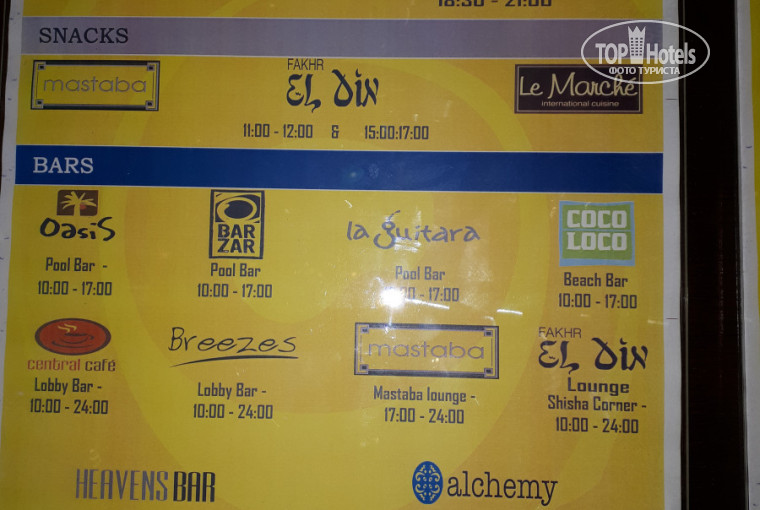 18:30 - 21:00
SNACKS
TOP Hotels
ФОТО ТУРИСТА
mastaba
FAKHR
EL DIN
Le Marché
international cuisine
11:00 - 12:00 & 15:00:17:00
BARS
OASIS
Pool Bar -
10:00 - 17:00
BAR
ZAR
Pool Bar
10:00 - 17:00
la guitara
Pool Bar
:00 - 17:00
COCO
LOCO
Beach Bar
10:00 - 17:00
central café
Lobby Bar -
10:00 - 24:00
Breezes
Lobby Bar -
10:00 - 24:00
mastaba
Mastaba lounge -
17:00 - 24:00
FAKHR
EL DIN
Lounge
Shisha Corner -
10:00 - 24:00
HEAVENS BAR
alchemy